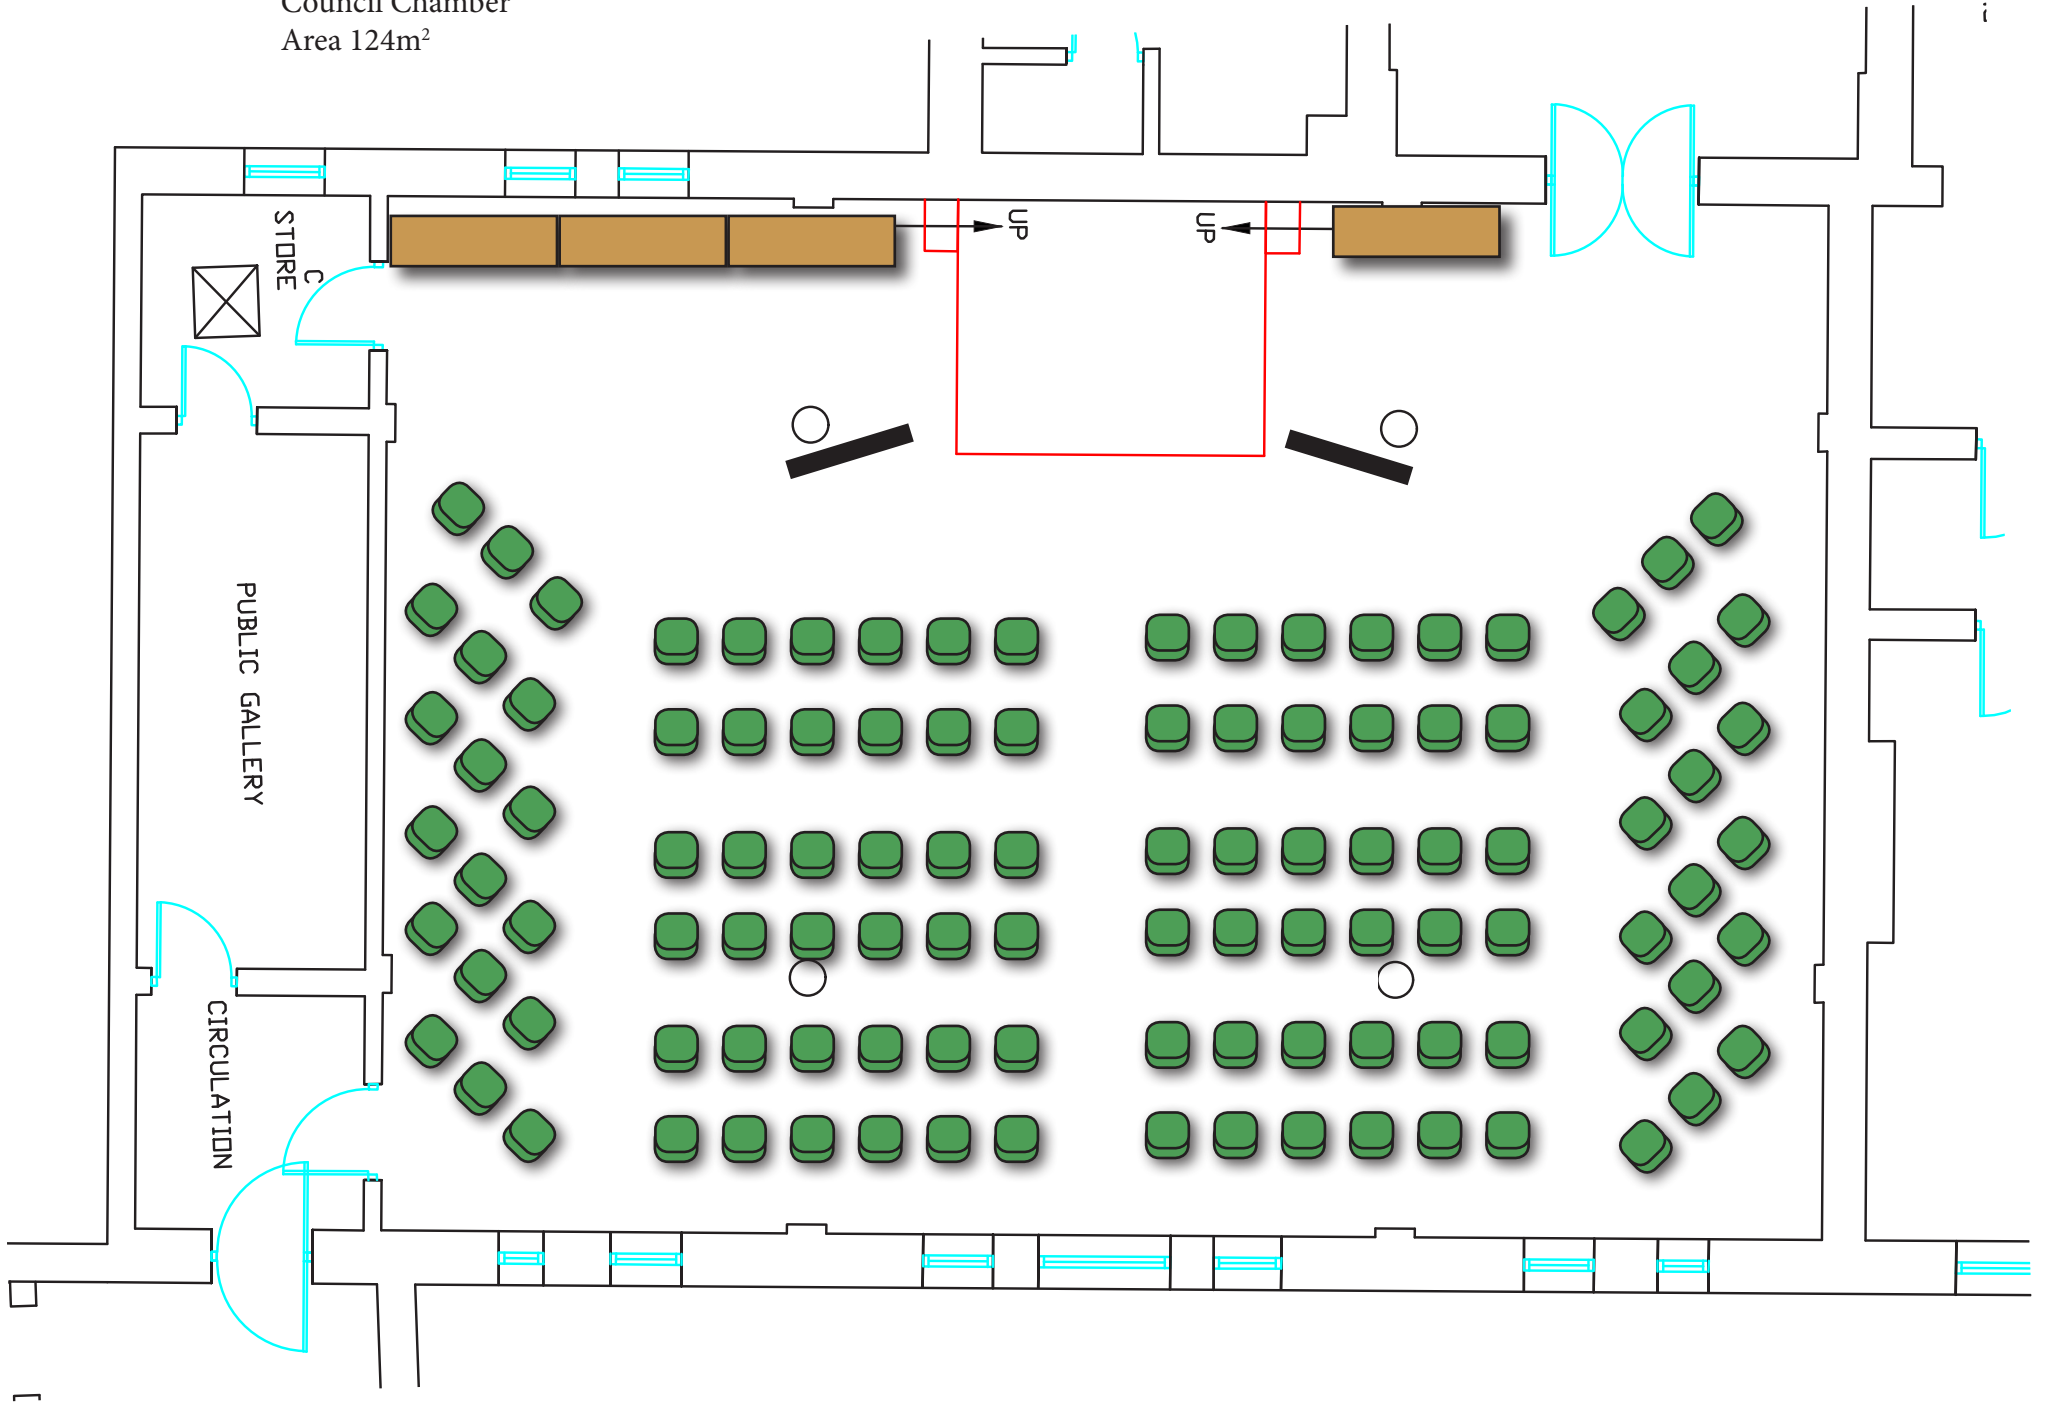 Council Chamber
Area 124m²
UP
UP
STORE
C
PUBLIC GALLERY
CIRCULATION